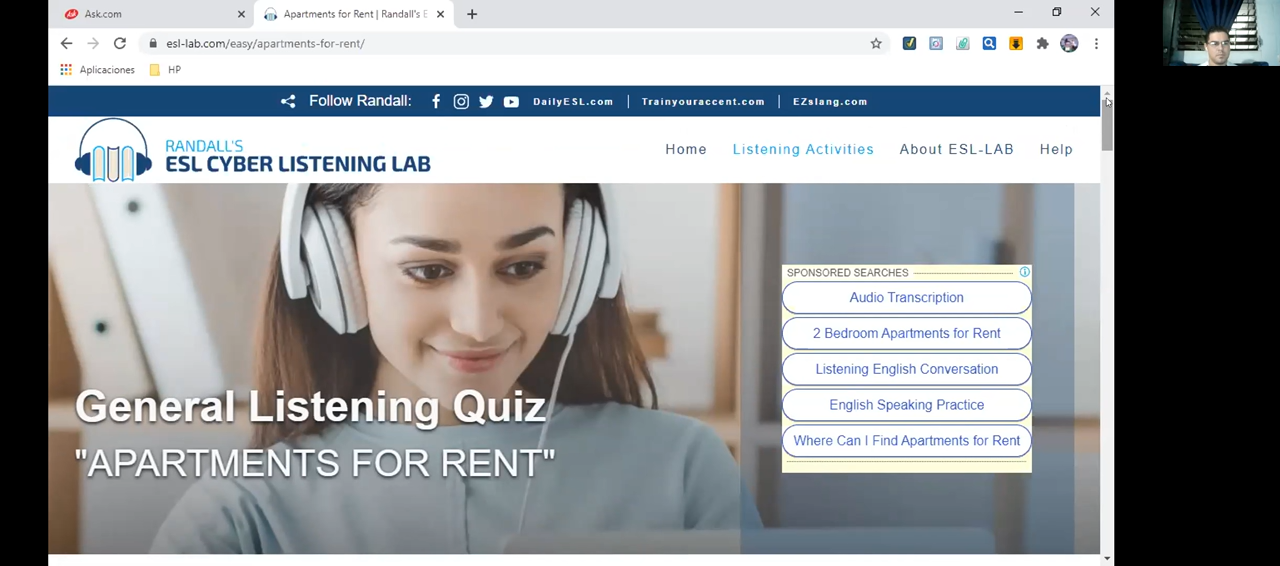 Ask.com
Apartments for Rent | Randall's E
esl-lab.com/easy/apartments-for-rent/
Aplicaciones
HP
Follow Randall:
DailyESL.com
Trainyouraccent.com
EZslang.com
RANDALL'S
ESL CYBER LISTENING LAB
Home
Listening Activities
About ESL-LAB
Help
SPONSORED SEARCHES
Audio Transcription
2 Bedroom Apartments for Rent
Listening English Conversation
English Speaking Practice
Where Can I Find Apartments for Rent
General Listening Quiz
"APARTMENTS FOR RENT"